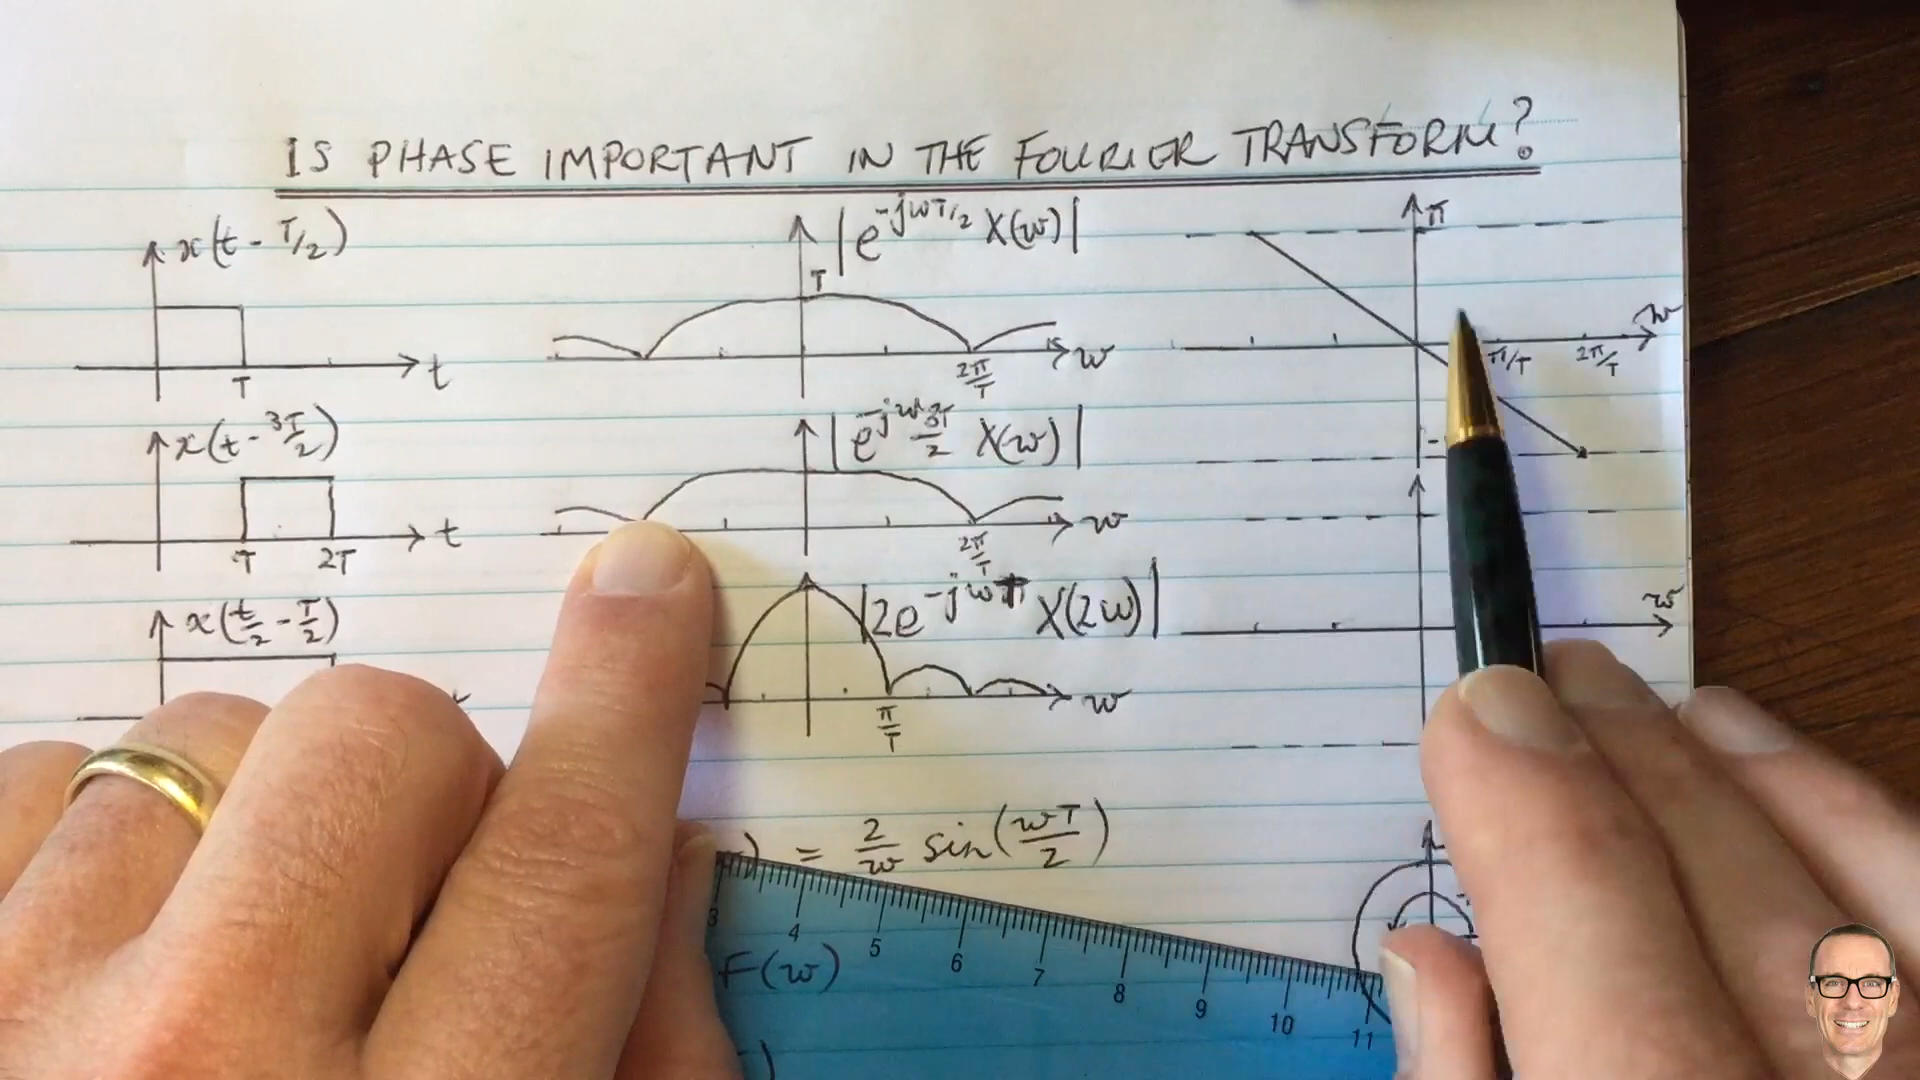 IS PHASE IMPORTANT IN THE FOURIER TRANSFORM?
x(t - T/2)
T
t
|e^{-jωT/2} X(ω)|
T
2π/T
ω
π
π/T
2π/T
ω
x(t - 3T/2)
T
2T
t
|e^{-jω3T/2} X(ω)|
2π/T
ω
x(t/2 - T/2)
|2e^{-jωT} X(2ω)|
π/T
ω
ω
) = 2/ω sin(ωT/2)
3 4 5 6 7 8 9 10 11
F(ω)